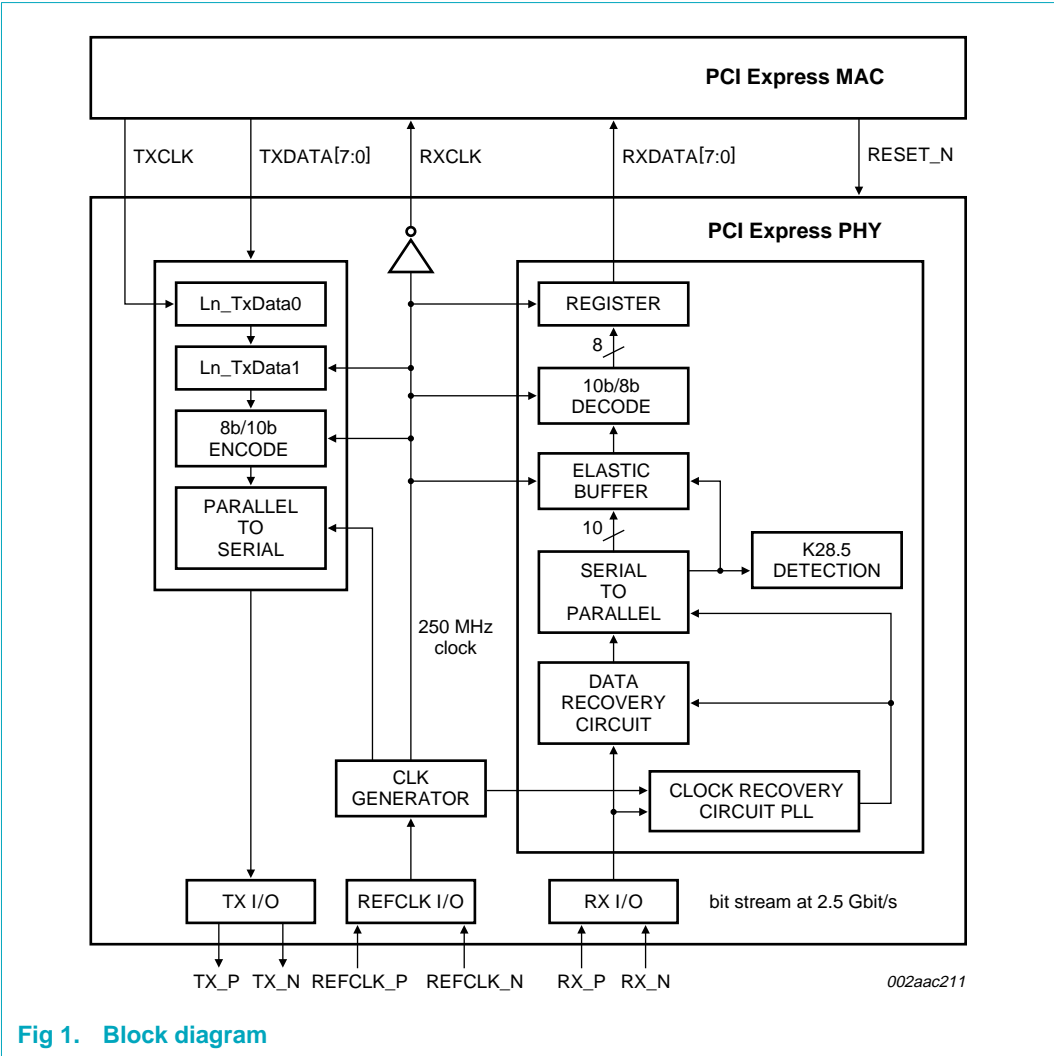 PCI Express MAC
TXCLK
TXDATA[7:0]
RXCLK
RXDATA[7:0]
RESET_N
PCI Express PHY
Ln_TxData0
Ln_TxData1
8b/10b
ENCODE
PARALLEL
TO
SERIAL
REGISTER
8
10b/8b
DECODE
ELASTIC
BUFFER
10
K28.5
DETECTION
SERIAL
TO
PARALLEL
250 MHz
clock
DATA
RECOVERY
CIRCUIT
CLK
GENERATOR
CLOCK RECOVERY
CIRCUIT PLL
TX I/O
REFCLK I/O
RX I/O
bit stream at 2.5 Gbit/s
TX_P
TX_N
REFCLK_P
REFCLK_N
RX_P
RX_N
002aac211
Fig 1. Block diagram